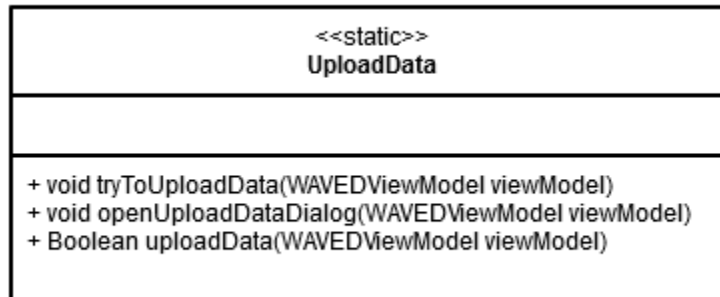 <<static>>
UploadData
+ void tryToUploadData(WAVEDViewModel viewModel)
+ void openUploadDataDialog(WAVEDViewModel viewModel)
+ Boolean uploadData(WAVEDViewModel viewModel)